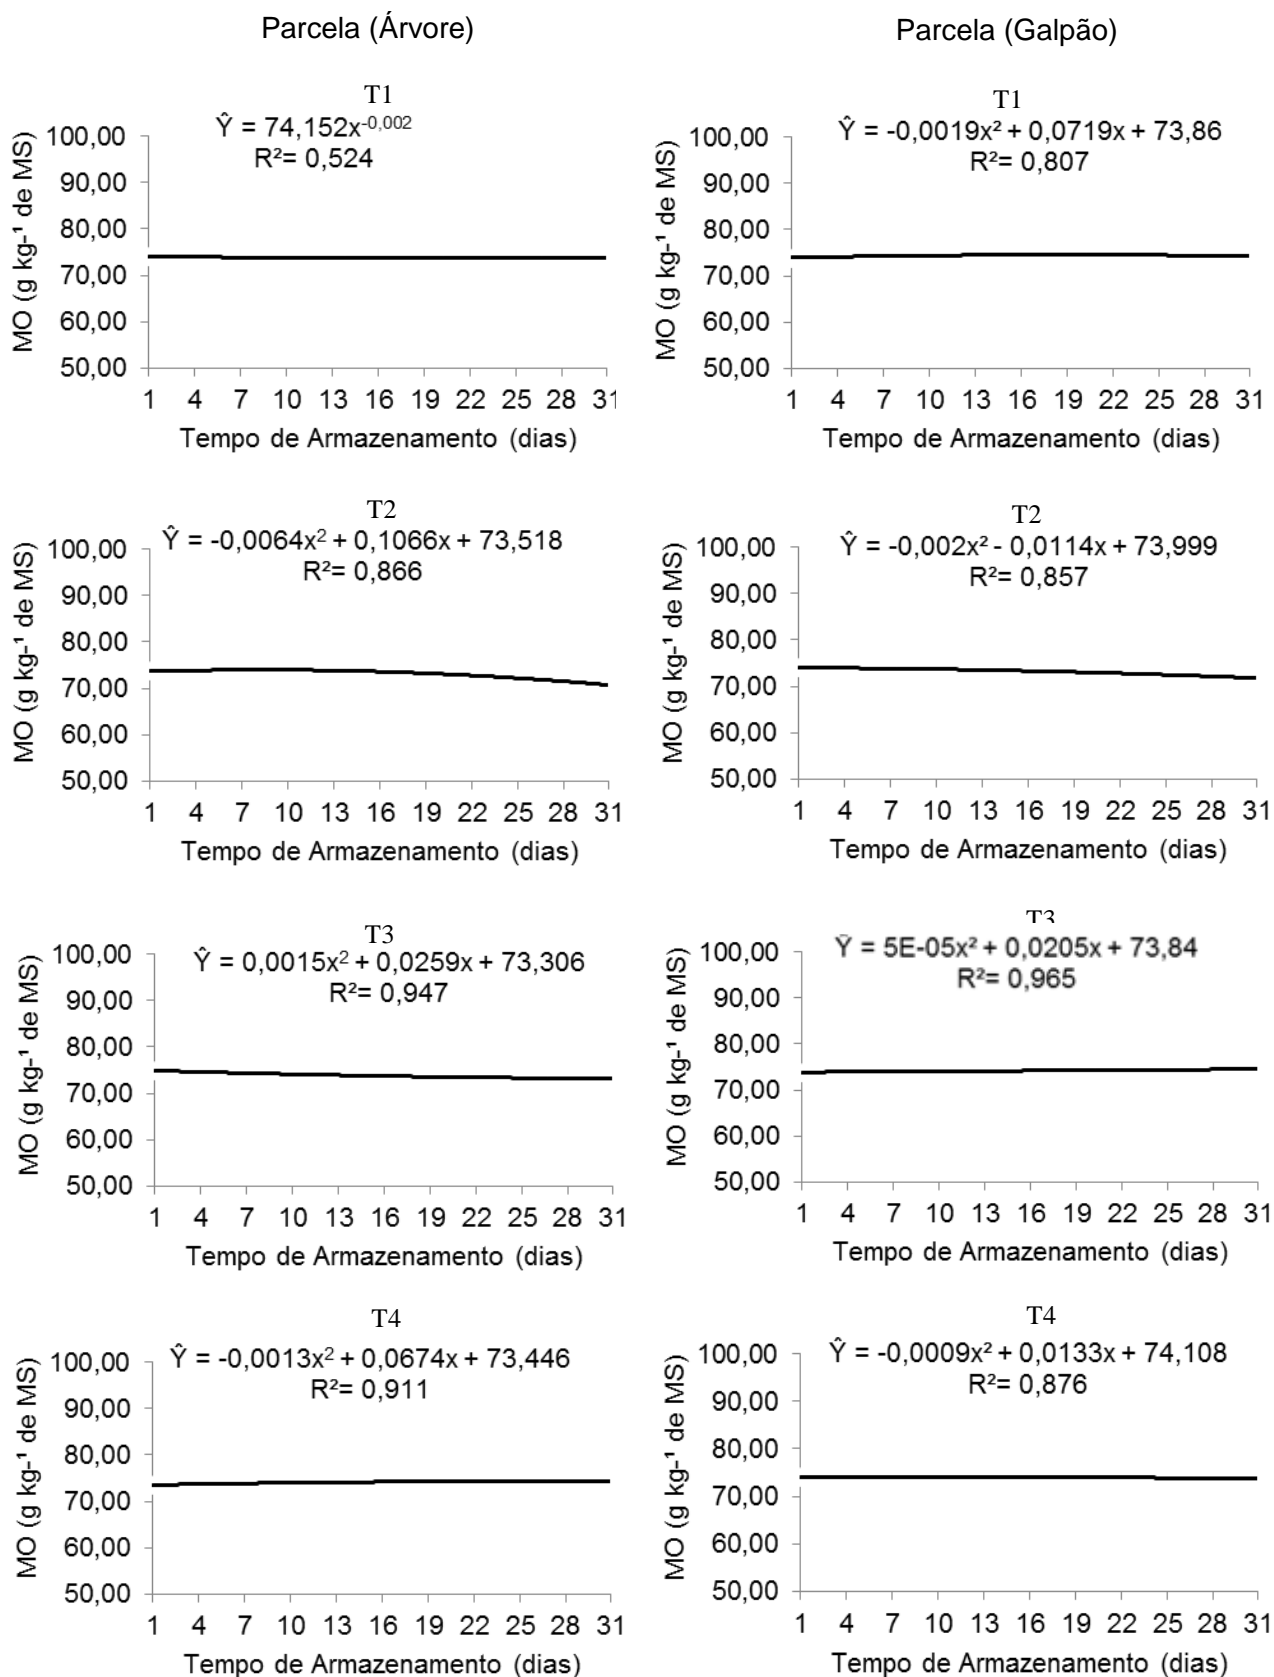 Parcela (Árvore)
Parcela (Galpão)
T1
Ŷ = 74,152x-0,002
R²= 0,524
MO (g kg-¹ de MS)
100,00
90,00
80,00
70,00
60,00
50,00
1 4 7 10 13 16 19 22 25 28 31
Tempo de Armazenamento (dias)
T1
Ŷ = -0,0019x² + 0,0719x + 73,86
R²= 0,807
MO (g kg-¹ de MS)
100,00
90,00
80,00
70,00
60,00
50,00
1 4 7 10 13 16 19 22 25 28 31
Tempo de Armazenamento (dias)
T2
Ŷ = -0,0064x² + 0,1066x + 73,518
R²= 0,866
MO (g kg-¹ de MS)
100,00
90,00
80,00
70,00
60,00
50,00
1 4 7 10 13 16 19 22 25 28 31
Tempo de Armazenamento (dias)
T2
Ŷ = -0,002x² - 0,0114x + 73,999
R²= 0,857
MO (g kg-¹ de MS)
100,00
90,00
80,00
70,00
60,00
50,00
1 4 7 10 13 16 19 22 25 28 31
Tempo de Armazenamento (dias)
T3
Ŷ = 0,0015x² + 0,0259x + 73,306
R²= 0,947
MO (g kg-¹ de MS)
100,00
90,00
80,00
70,00
60,00
50,00
1 4 7 10 13 16 19 22 25 28 31
Tempo de Armazenamento (dias)
T3
Ŷ = 5E-05x² + 0,0205x + 73,84
R²= 0,965
MO (g kg-¹ de MS)
100,00
90,00
80,00
70,00
60,00
50,00
1 4 7 10 13 16 19 22 25 28 31
Tempo de Armazenamento (dias)
T4
Ŷ = -0,0013x² + 0,0674x + 73,446
R²= 0,911
MO (g kg-¹ de MS)
100,00
90,00
80,00
70,00
60,00
50,00
1 4 7 10 13 16 19 22 25 28 31
Tempo de Armazenamento (dias)
T4
Ŷ = -0,0009x² + 0,0133x + 74,108
R²= 0,876
MO (g kg-¹ de MS)
100,00
90,00
80,00
70,00
60,00
50,00
1 4 7 10 13 16 19 22 25 28 31
Tempo de Armazenamento (dias)